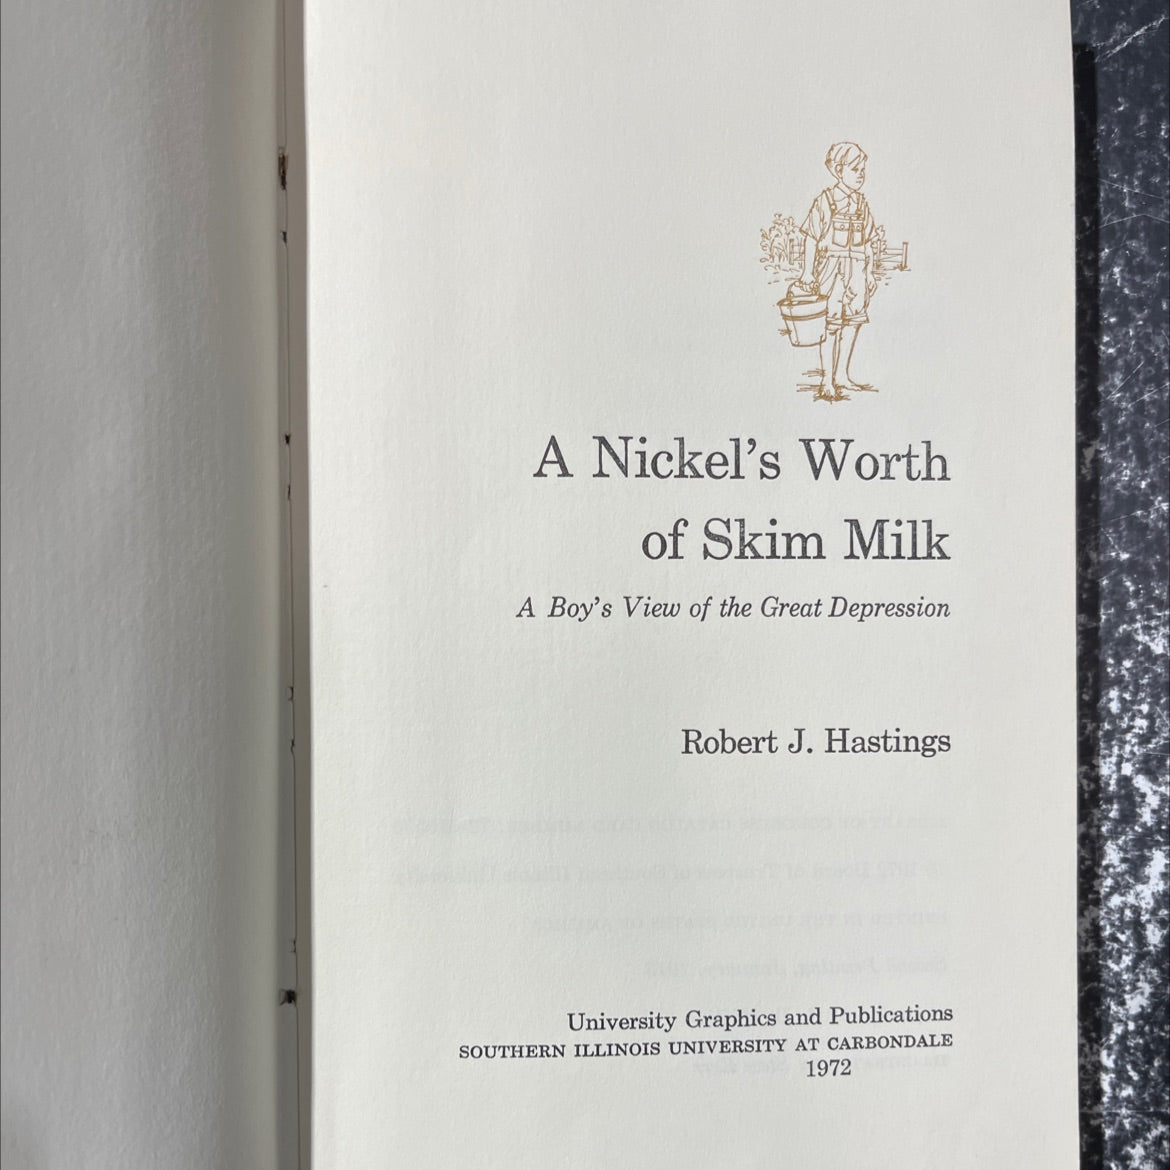 A Nickel's Worth
of Skim Milk
A Boy's View of the Great Depression
Robert J. Hastings
University Graphics and Publications
SOUTHERN ILLINOIS UNIVERSITY AT CARBONDALE
1972